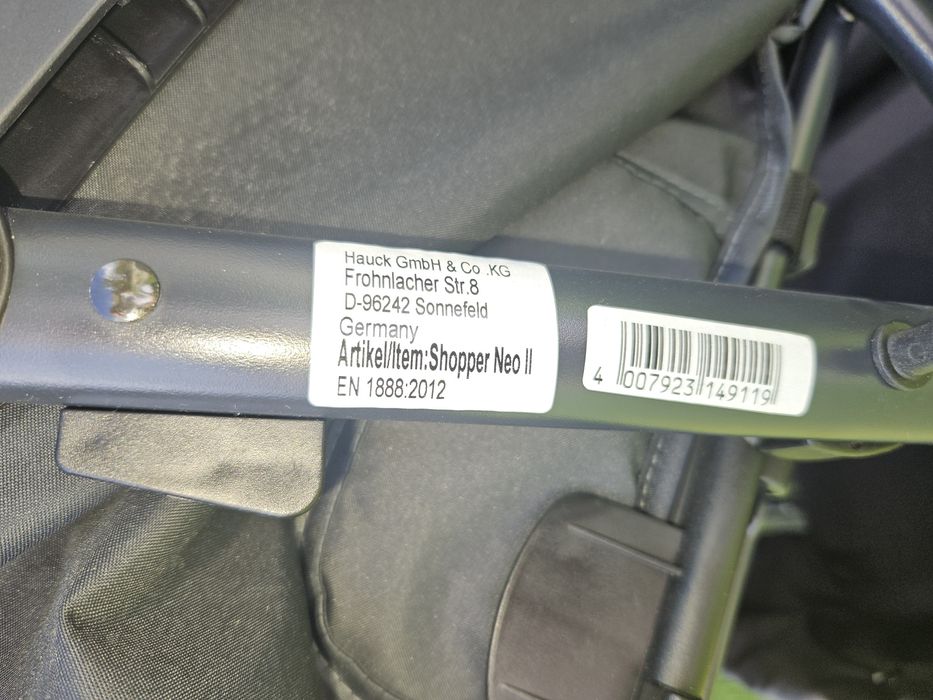 Hauck GmbH & Co .KG
Frohnlacher Str.8
D-96242 Sonnefeld
Germany
Artikel/Item:Shopper Neo II
EN 1888:2012
4 007923 149119